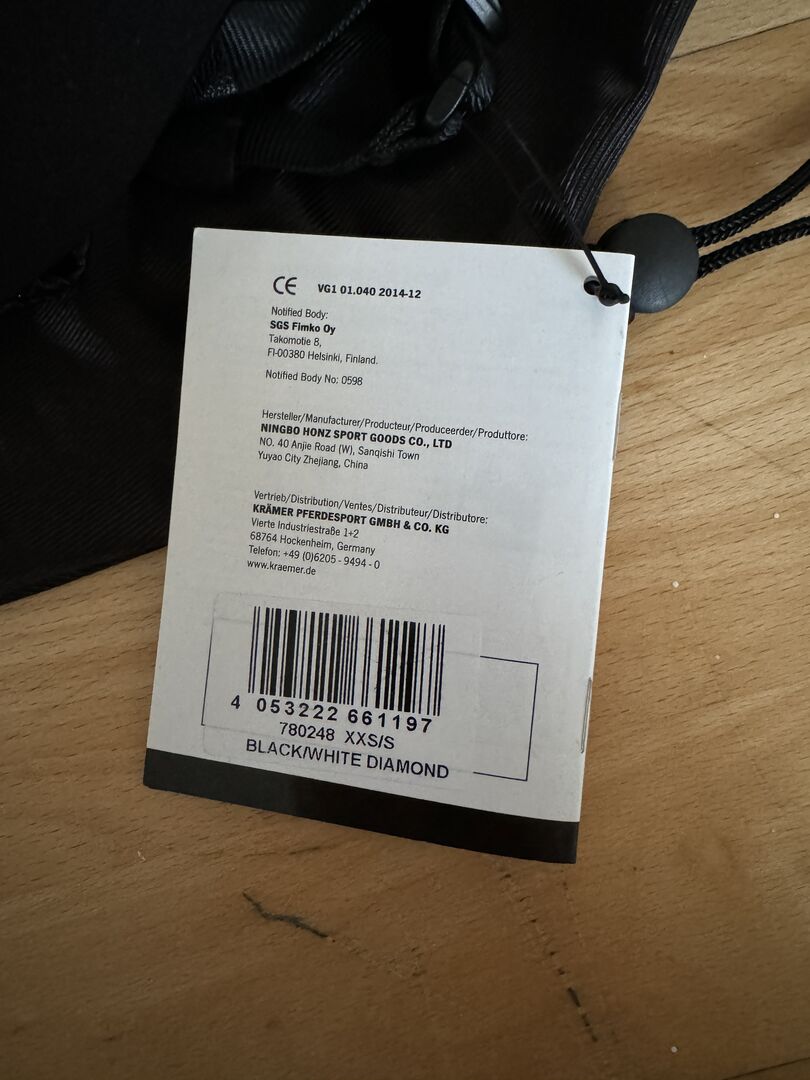 CE VG1 01.040 2014-12
Notified Body:
SGS Fimko Oy
Takomotie 8,
FI-00380 Helsinki, Finland.
Notified Body No: 0598
Hersteller/Manufacturer/Producteur/Produceerder/Produttore:
NINGBO HONZ SPORT GOODS CO., LTD
NO. 40 Anjie Road (W), Sanqishi Town
Yuyao City Zhejiang, China
Vertrieb/Distribution/Ventes/Distributeur/Distributore:
KRÄMER PFERDESPORT GMBH & CO. KG
Vierte Industriestraße 1+2
68764 Hockenheim, Germany
Telefon: +49 (0)6205 - 9494 - 0
www.kraemer.de
4 053222 661197
780248 XXS/S
BLACK/WHITE DIAMOND